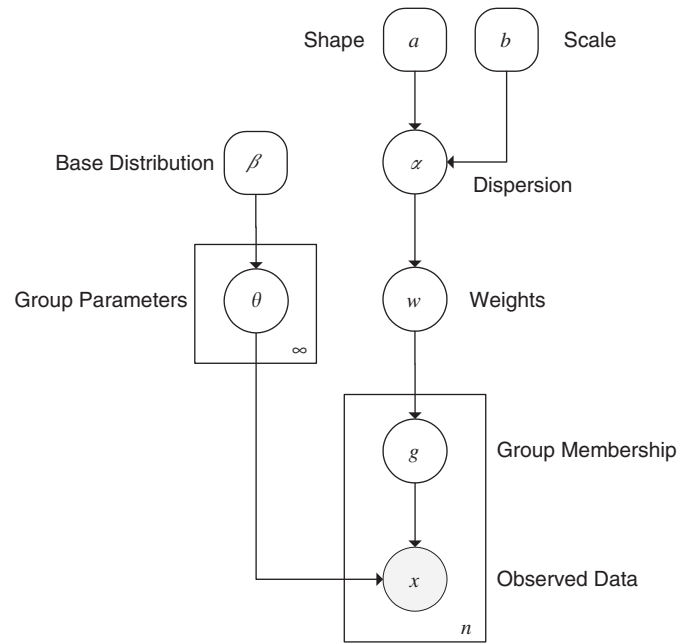 Shape a b Scale
Base Distribution β α
Dispersion
Group Parameters θ w Weights
∞
g Group Membership
x Observed Data
n